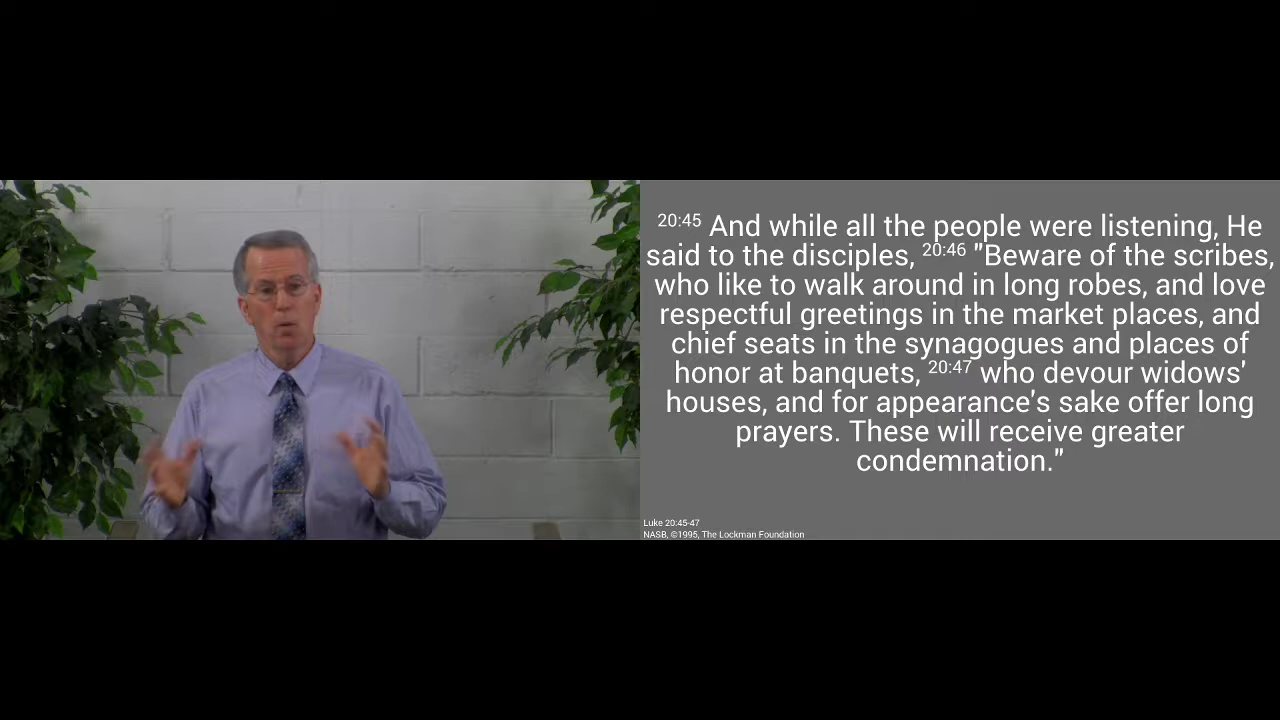 20:45 And while all the people were listening, He
said to the disciples, 20:46 "Beware of the scribes,
who like to walk around in long robes, and love
respectful greetings in the market places, and
chief seats in the synagogues and places of
honor at banquets, 20:47 who devour widows'
houses, and for appearance's sake offer long
prayers. These will receive greater
condemnation."
Luke 20:45-47
NASB, ©1995, The Lockman Foundation